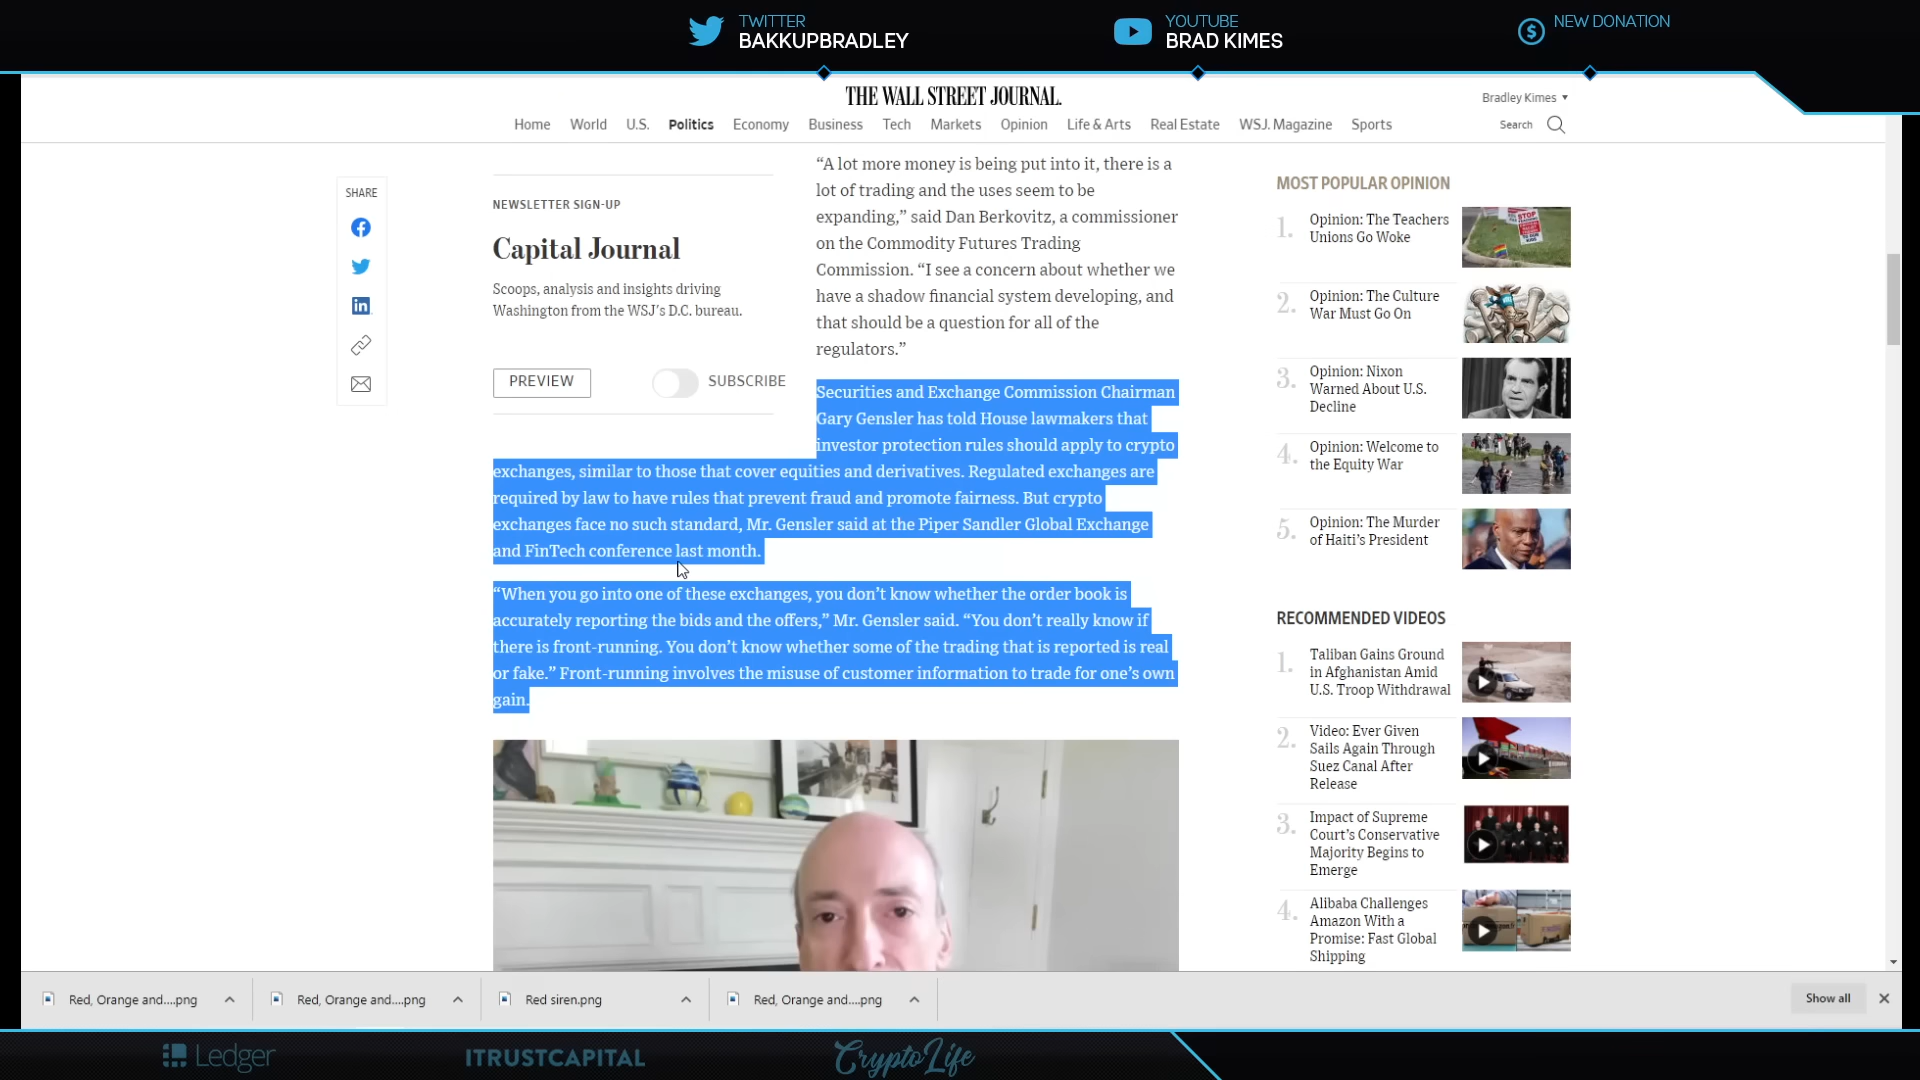 TWITTER
BAKKUPBRADLEY
YOUTUBE
BRAD KIMES
NEW DONATION
THE WALL STREET JOURNAL.
Bradley Kimes
Home World U.S. Politics Economy Business Tech Markets Opinion Life & Arts Real Estate WSJ. Magazine Sports
Search
SHARE
NEWSLETTER SIGN-UP
Capital Journal
Scoops, analysis and insights driving
Washington from the WSJ's D.C. bureau.
PREVIEW
SUBSCRIBE
“A lot more money is being put into it, there is a
lot of trading and the uses seem to be
expanding,” said Dan Berkovitz, a commissioner
on the Commodity Futures Trading
Commission. “I see a concern about whether we
have a shadow financial system developing, and
that should be a question for all of the
regulators.”
Securities and Exchange Commission Chairman
Gary Gensler has told House lawmakers that
investor protection rules should apply to crypto
exchanges, similar to those that cover equities and derivatives. Regulated exchanges are
required by law to have rules that prevent fraud and promote fairness. But crypto
exchanges face no such standard, Mr. Gensler said at the Piper Sandler Global Exchange
and FinTech conference last month.
“When you go into one of these exchanges, you don’t know whether the order book is
accurately reporting the bids and the offers,” Mr. Gensler said. “You don’t really know if
there is front-running. You don’t know whether some of the trading that is reported is real
or fake.” Front-running involves the misuse of customer information to trade for one’s own
gain.
MOST POPULAR OPINION
1. Opinion: The Teachers
Unions Go Woke
2. Opinion: The Culture
War Must Go On
3. Opinion: Nixon
Warned About U.S.
Decline
4. Opinion: Welcome to
the Equity War
5. Opinion: The Murder
of Haiti's President
RECOMMENDED VIDEOS
1. Taliban Gains Ground
in Afghanistan Amid
U.S. Troop Withdrawal
2. Video: Ever Given
Sails Again Through
Suez Canal After
Release
3. Impact of Supreme
Court's Conservative
Majority Begins to
Emerge
4. Alibaba Challenges
Amazon With a
Promise: Fast Global
Shipping
Red, Orange and....png
Red, Orange and....png
Red siren.png
Red, Orange and....png
Show all
Ledger
ITRUSTCAPITAL
CryptoLife